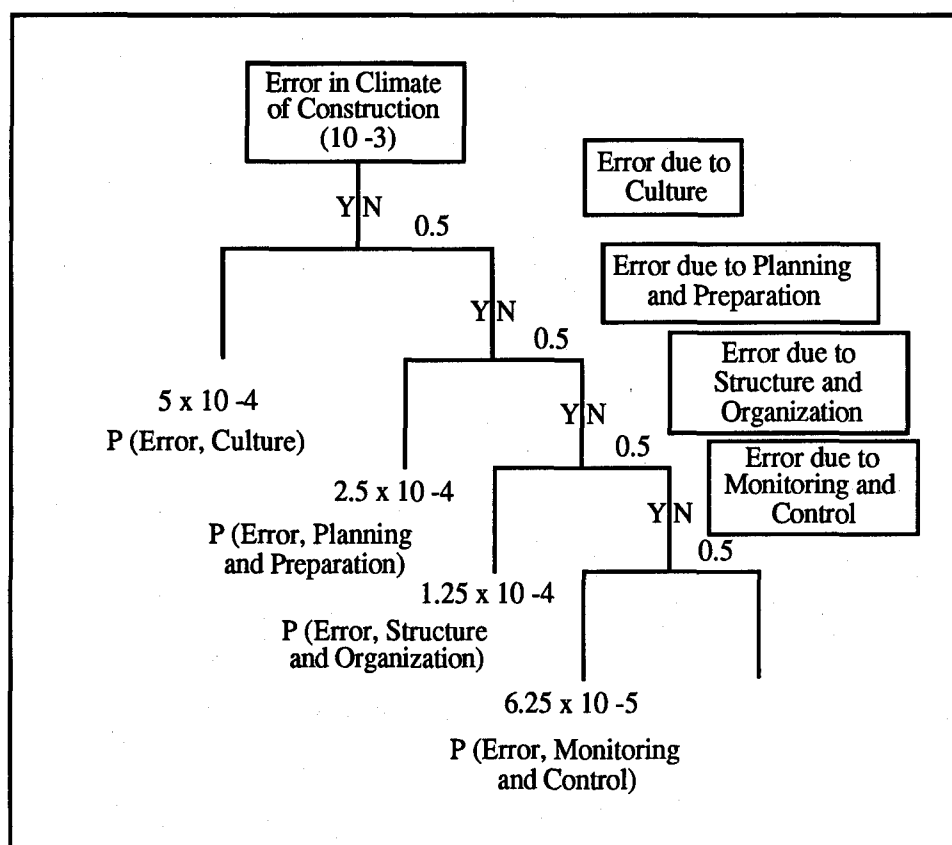 Error in Climate
of Construction
(10 -3)
Error due to
Culture
Y N
0.5
Error due to Planning
and Preparation
Y N
0.5
Error due to
Structure and
Organization
5 x 10 -4
P (Error, Culture)
Y N
0.5
Error due to
Monitoring and
Control
2.5 x 10 -4
P (Error, Planning
and Preparation)
Y N
0.5
1.25 x 10 -4
P (Error, Structure
and Organization)
6.25 x 10 -5
P (Error, Monitoring
and Control)